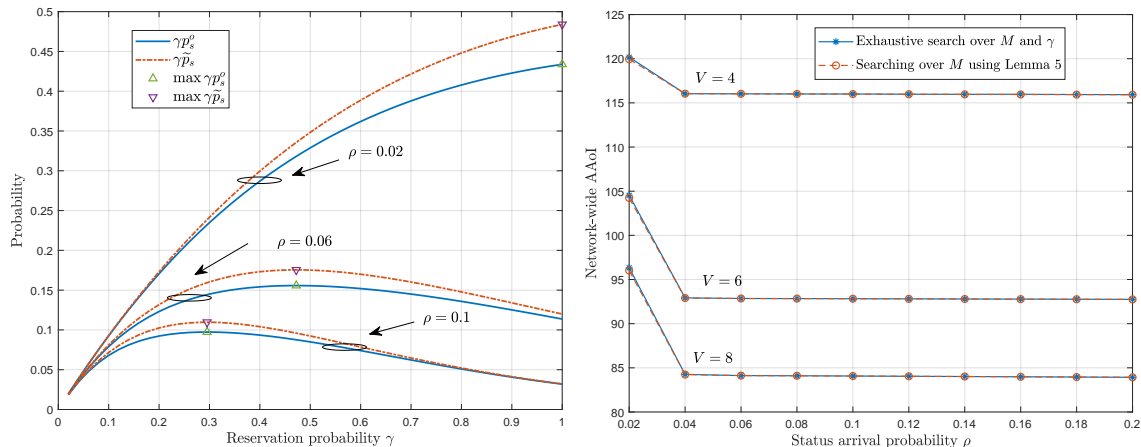 0.5
0.45
0.4
0.35
0.3
0.25
0.2
0.15
0.1
0.05
0
Probability
γp_s^o
γp̃_s
max γp_s^o
max γp̃_s
ρ = 0.02
ρ = 0.06
ρ = 0.1
0 0.1 0.2 0.3 0.4 0.5 0.6 0.7 0.8 0.9 1
Reservation probability γ
125
120
115
110
105
100
95
90
85
80
Network-wide AAoI
Exhaustive search over M and γ
Searching over M using Lemma 5
V = 4
V = 6
V = 8
0.02 0.04 0.06 0.08 0.1 0.12 0.14 0.16 0.18 0.2
Status arrival probability ρ